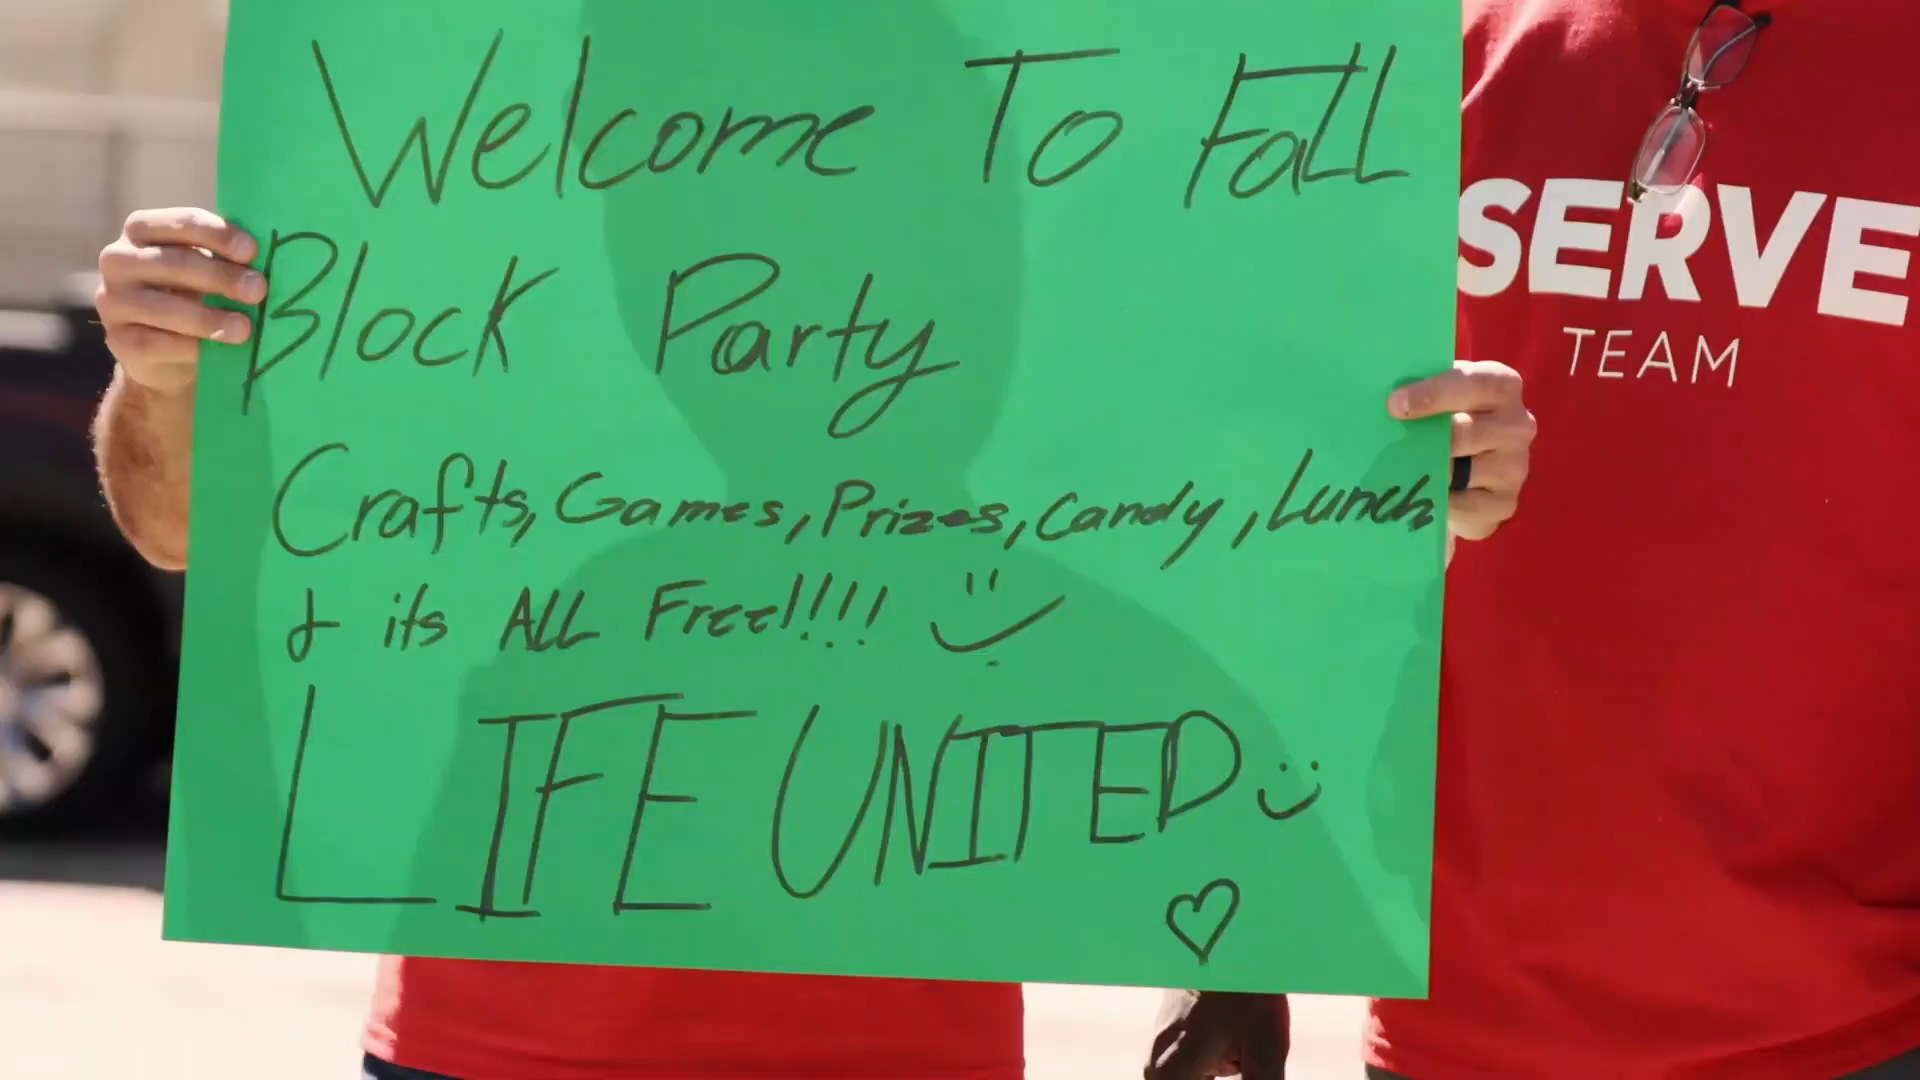 Welcome To Fall
Block Party
Crafts, Games, Prizes, Candy, Lunch
& its ALL Free!!!!
LIFE UNITED
SERVE
TEAM